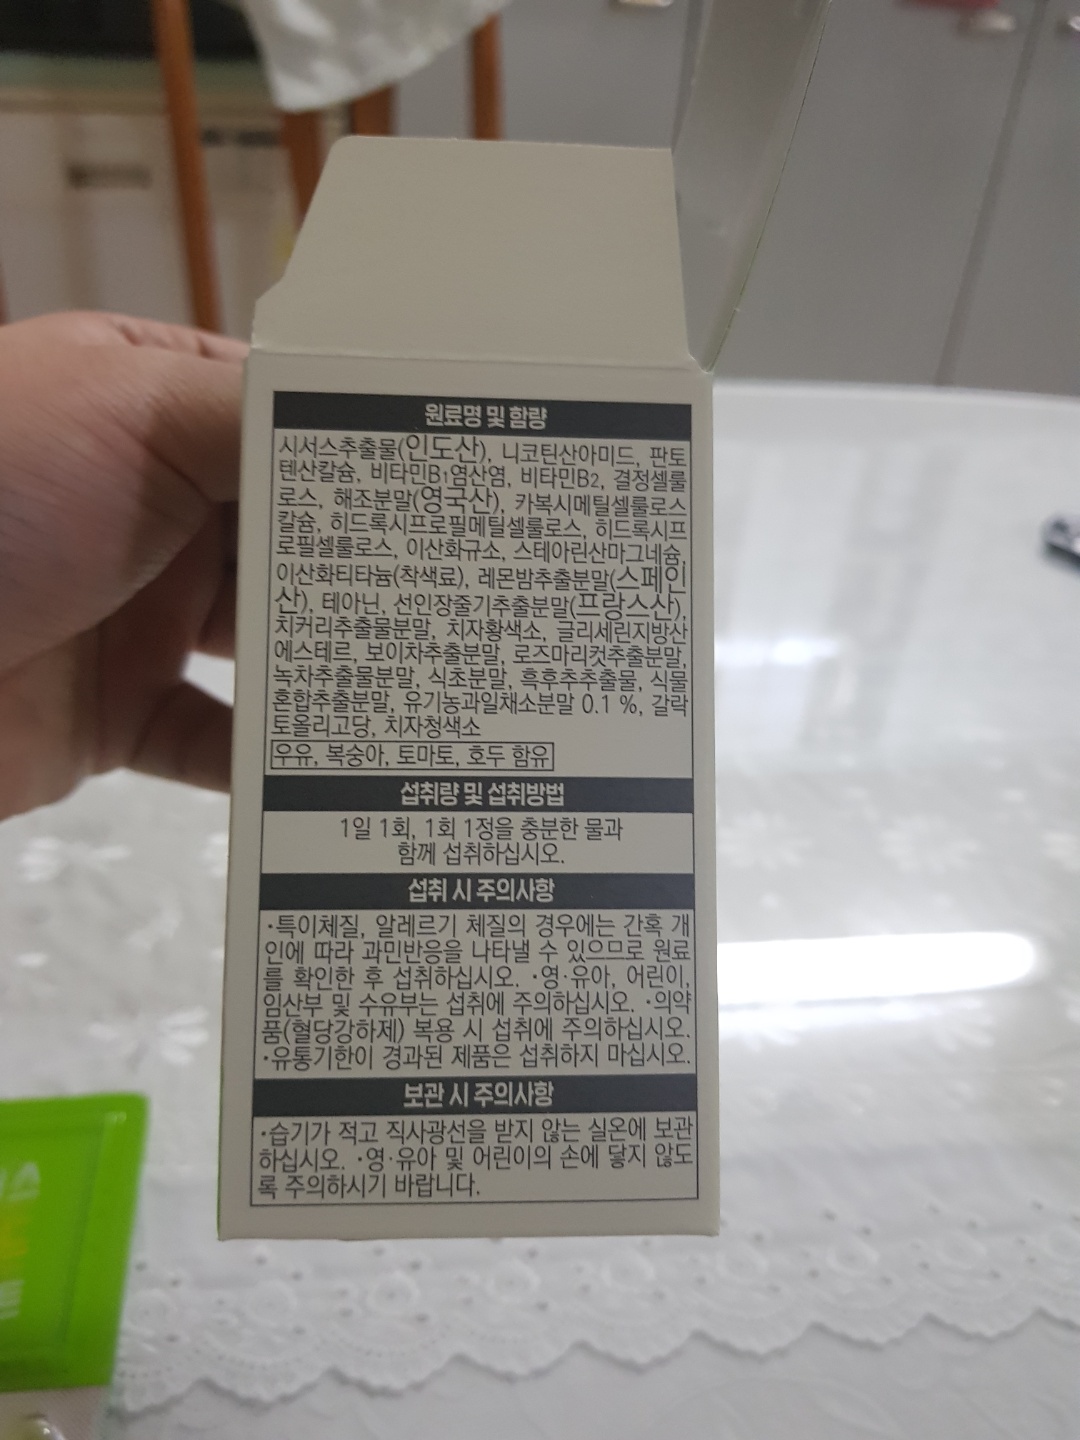 원료명 및 함량
시서스추출물(인도산), 니코틴산아미드, 판토
텐산칼슘, 비타민B1염산염, 비타민B2, 결정셀룰
로스, 해조분말(영국산), 카복시메틸셀룰로스
칼슘, 히드록시프로필메틸셀룰로스, 히드록시프
로필셀룰로스, 이산화규소, 스테아린산마그네슘,
이산화티타늄(착색료), 레몬밤추출분말(스페인
산), 테아닌, 선인장줄기추출분말(프랑스산),
치커리추출물분말, 치자황색소, 글리세린지방산
에스테르, 보이차추출분말, 로즈마리컷추출분말,
녹차추출물분말, 식초분말, 흑후추추출물, 식물
혼합추출분말, 유기농과일채소분말 0.1 %, 갈락
토올리고당, 치자청색소
우유, 복숭아, 토마토, 호두 함유
섭취량 및 섭취방법
1일 1회, 1회 1정을 충분한 물과
함께 섭취하십시오.
섭취 시 주의사항
·특이체질, 알레르기 체질의 경우에는 간혹 개
인에 따라 과민반응을 나타낼 수 있으므로 원료
를 확인한 후 섭취하십시오. ·영·유아, 어린이,
임산부 및 수유부는 섭취에 주의하십시오. ·의약
품(혈당강하제) 복용 시 섭취에 주의하십시오.
·유통기한이 경과된 제품은 섭취하지 마십시오.
보관 시 주의사항
·습기가 적고 직사광선을 받지 않는 실온에 보관
하십시오. ·영·유아 및 어린이의 손에 닿지 않도
록 주의하시기 바랍니다.